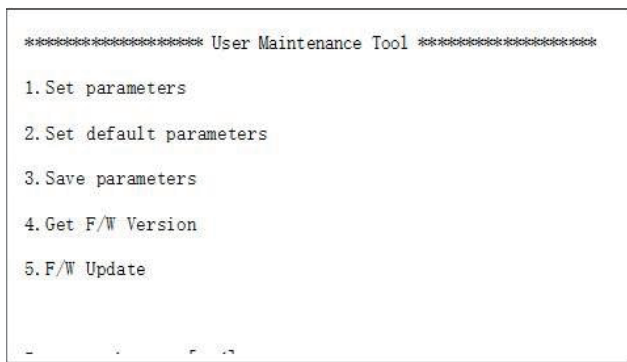 ******************* User Maintenance Tool *******************
1.Set parameters
2.Set default parameters
3.Save parameters
4.Get F/W Version
5.F/W Update